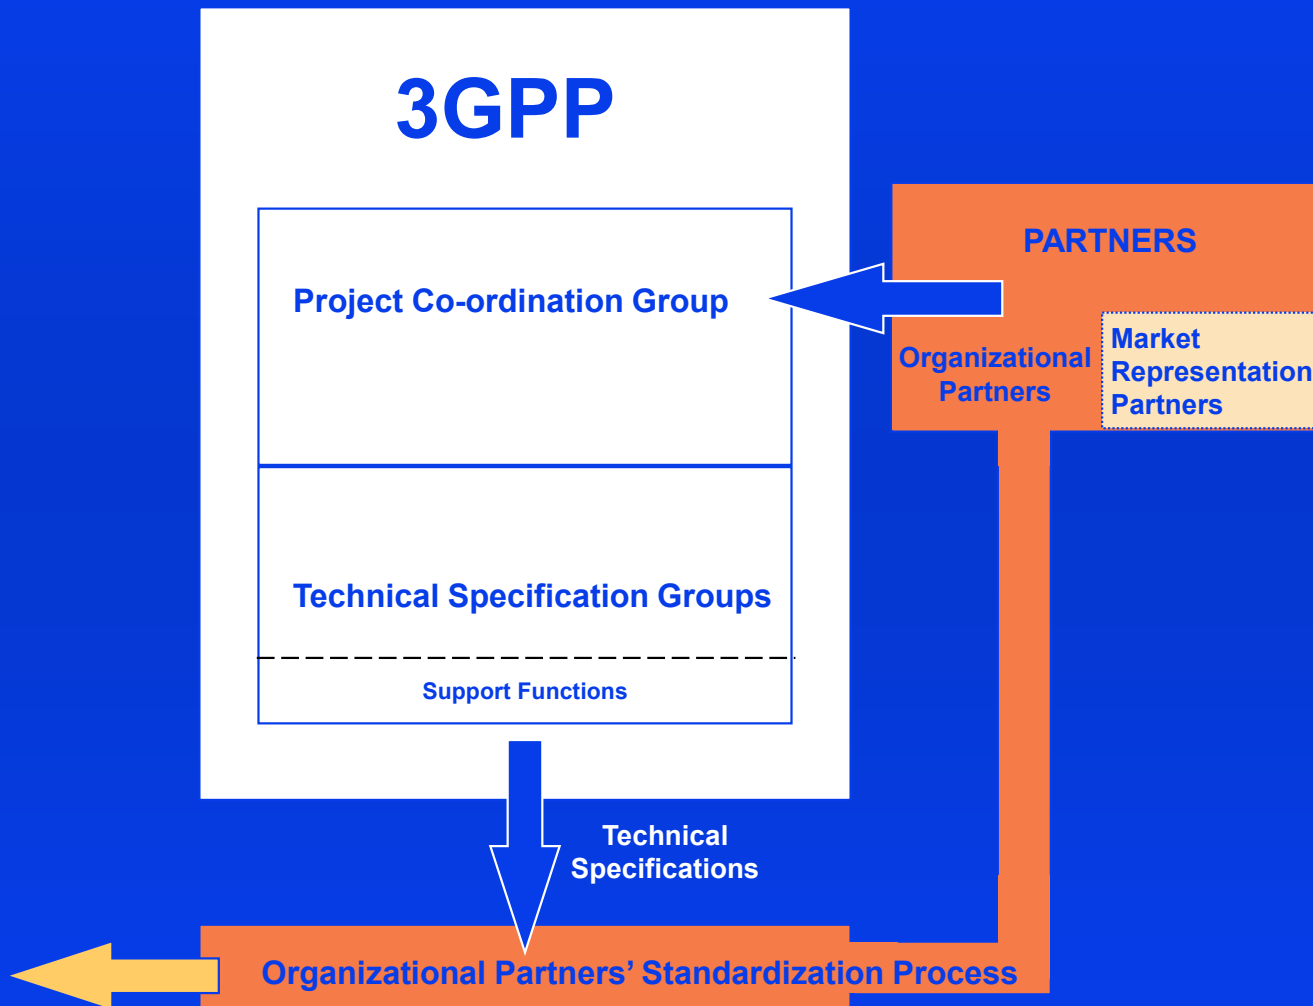 3GPP
PARTNERS
Project Co-ordination Group
Organizational
Partners
Market
Representation
Partners
Technical Specification Groups
Support Functions
Technical
Specifications
Organizational Partners’ Standardization Process